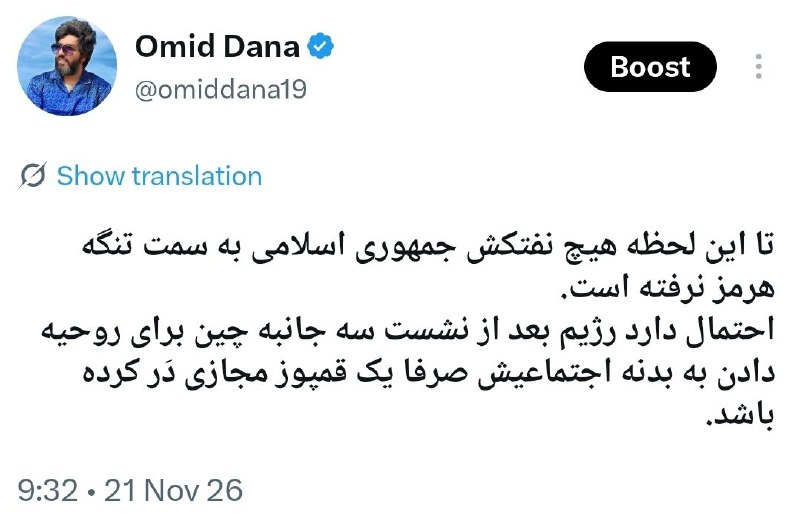 Omid Dana
@omiddana19
Boost
Show translation
تا این لحظه هیچ نفتکش جمهوری اسلامی به سمت تنگه
هرمز نرفته است.
احتمال دارد رژیم بعد از نشست سه جانبه چین برای روحیه
دادن به بدنه اجتماعیش صرفا یک قمپوز مجازی دَر کرده
باشد.
9:32 • 21 Nov 26